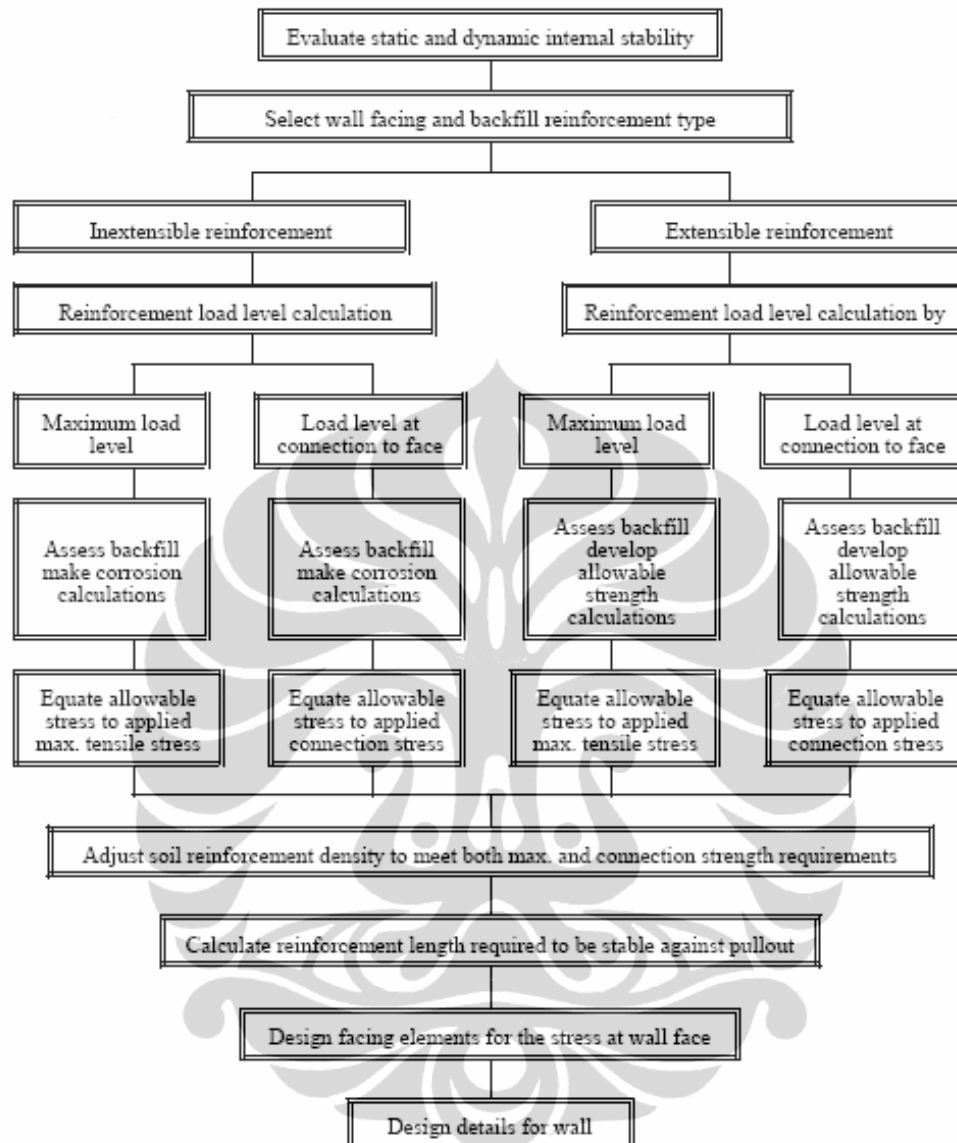 Evaluate static and dynamic internal stability
Select wall facing and backfill reinforcement type
Inextensible reinforcement
Extensible reinforcement
Reinforcement load level calculation
Reinforcement load level calculation by
Maximum load
level
Load level at
connection to face
Maximum load
level
Load level at
connection to face
Assess backfill
make corrosion
calculations
Assess backfill
make corrosion
calculations
Assess backfill
develop
allowable
strength
calculations
Assess backfill
develop
allowable
strength
calculations
Equate allowable
stress to applied
max. tensile stress
Equate allowable
stress to applied
connection stress
Equate allowable
stress to applied
max. tensile stress
Equate allowable
stress to applied
connection stress
Adjust soil reinforcement density to meet both max. and connection strength requirements
Calculate reinforcement length required to be stable against pullout
Design facing elements for the stress at wall face
Design details for wall